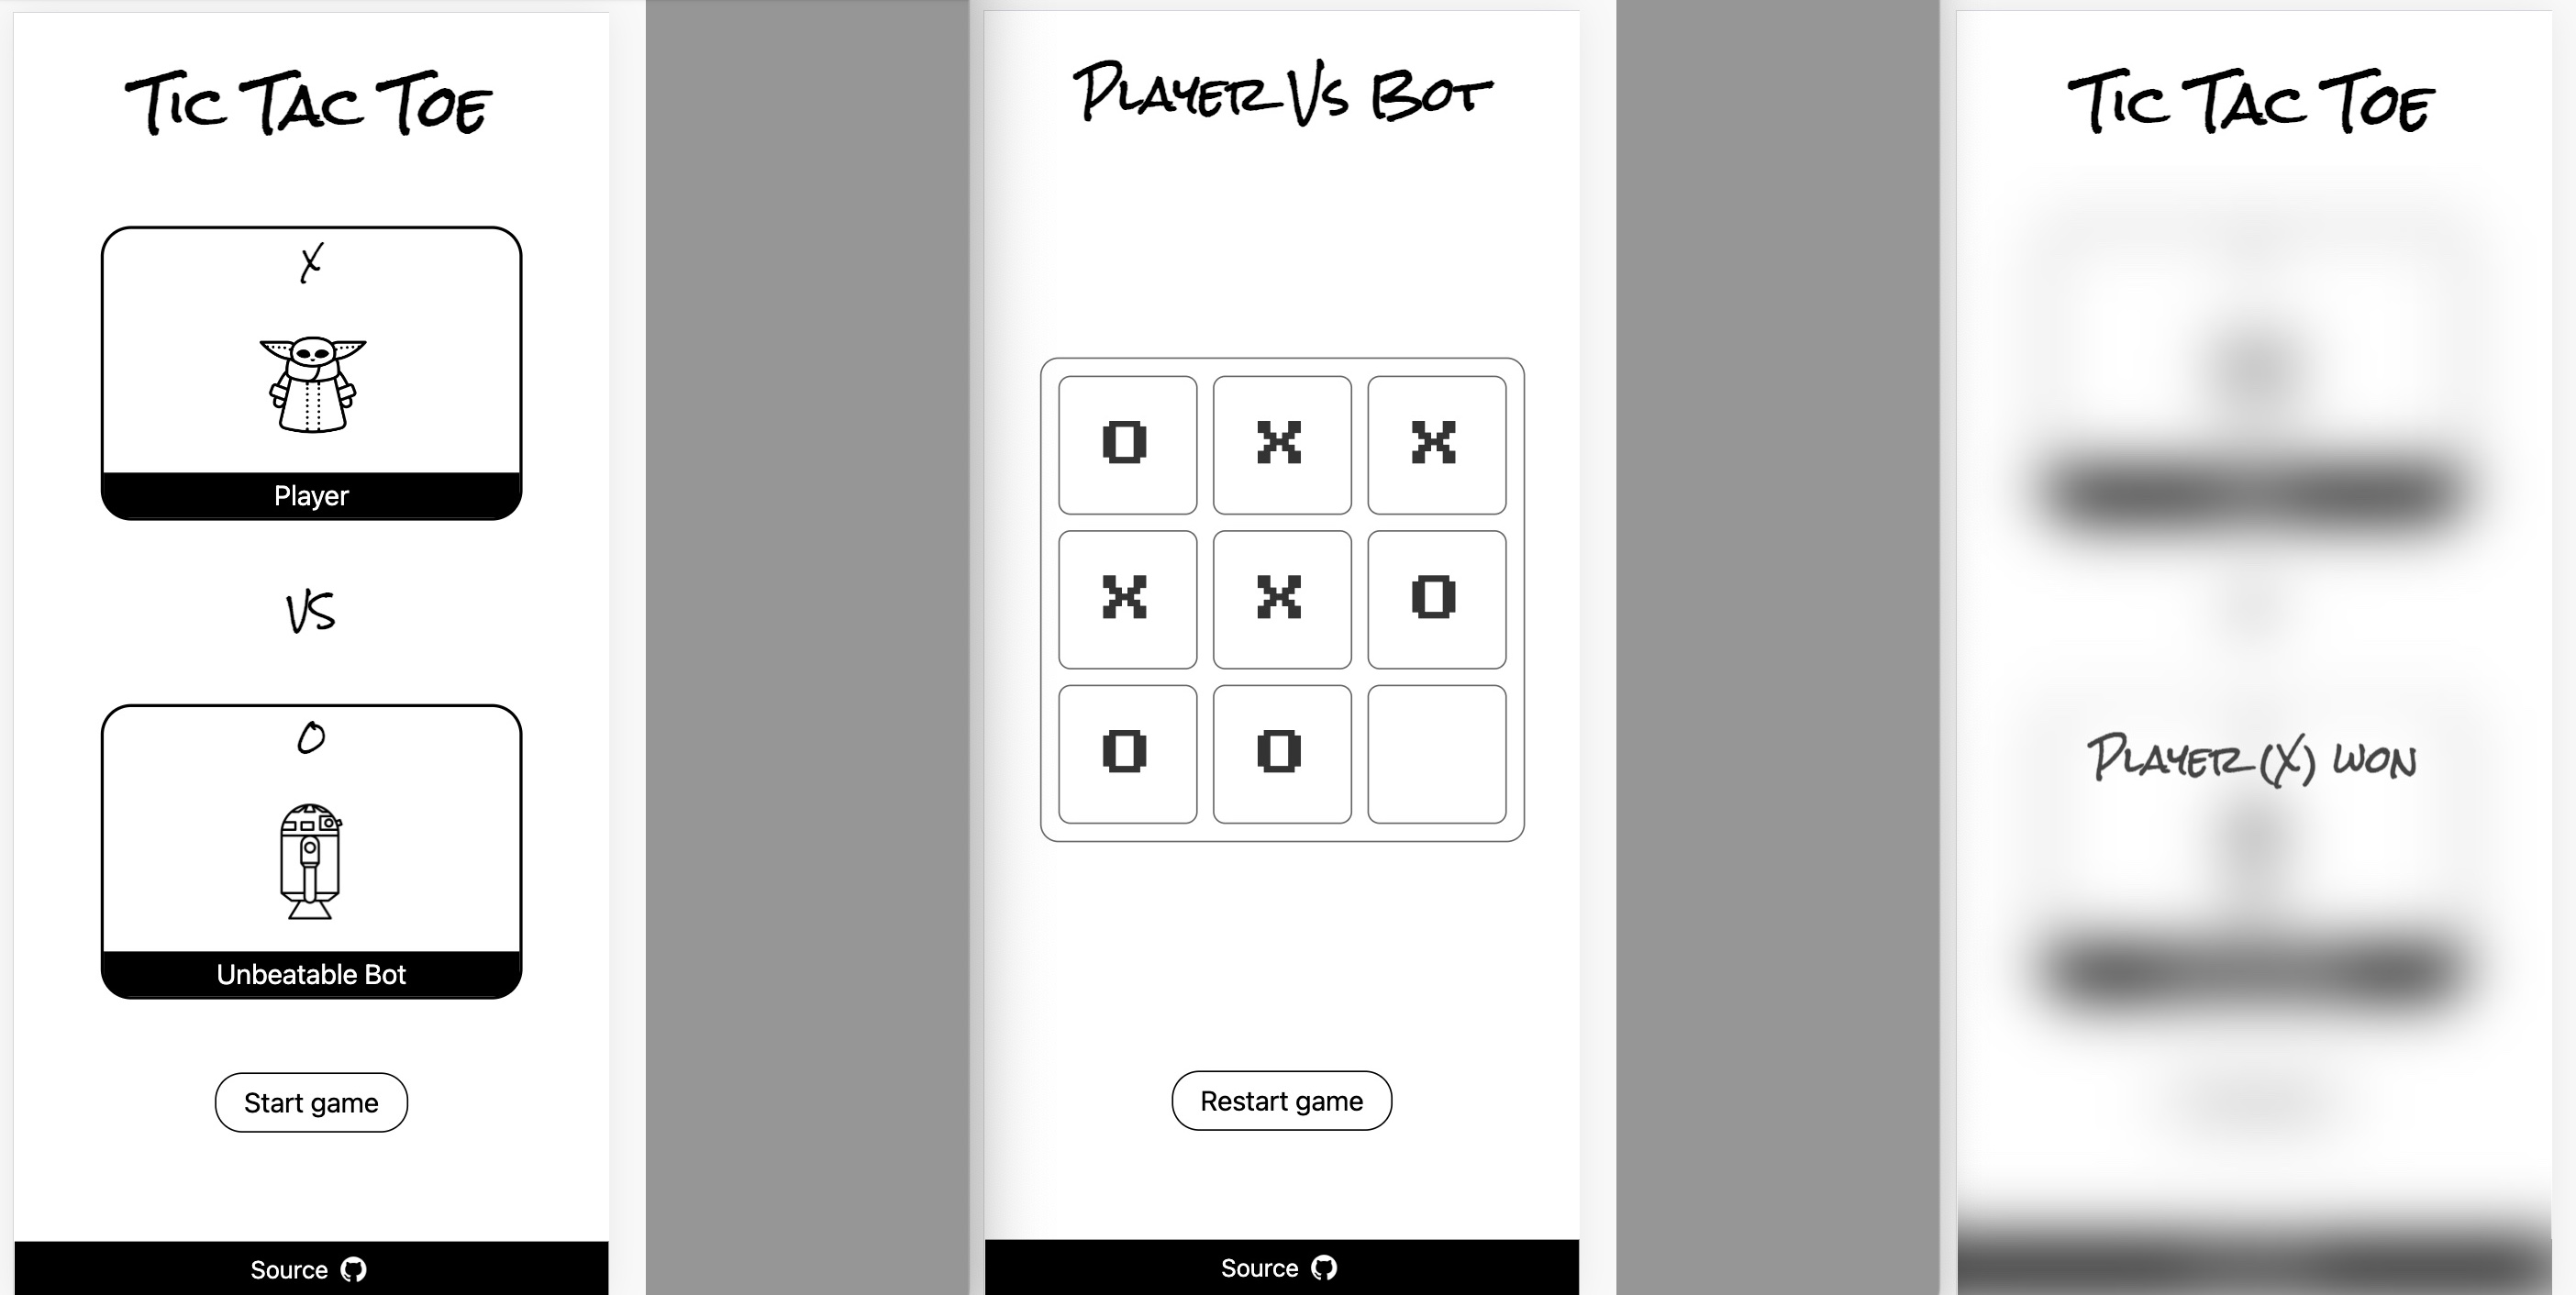 Tic Tac Toe
X
Player
VS
O
Unbeatable Bot
Start game
Source
Player Vs Bot
O X X
X X O
O O
Restart game
Source
Tic Tac Toe
Player (X) won